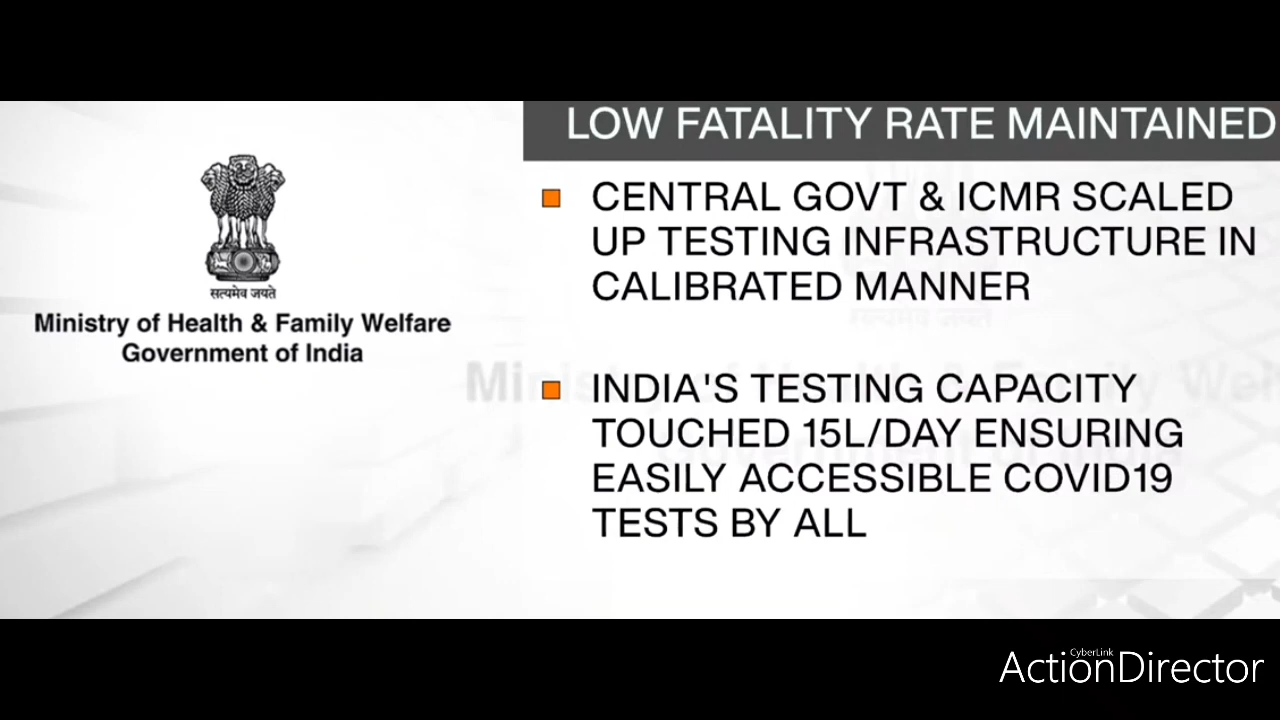 सत्यमेव जयते
Ministry of Health & Family Welfare
Government of India
LOW FATALITY RATE MAINTAINED
CENTRAL GOVT & ICMR SCALED
UP TESTING INFRASTRUCTURE IN
CALIBRATED MANNER
INDIA'S TESTING CAPACITY
TOUCHED 15L/DAY ENSURING
EASILY ACCESSIBLE COVID19
TESTS BY ALL
CyberLink
ActionDirector